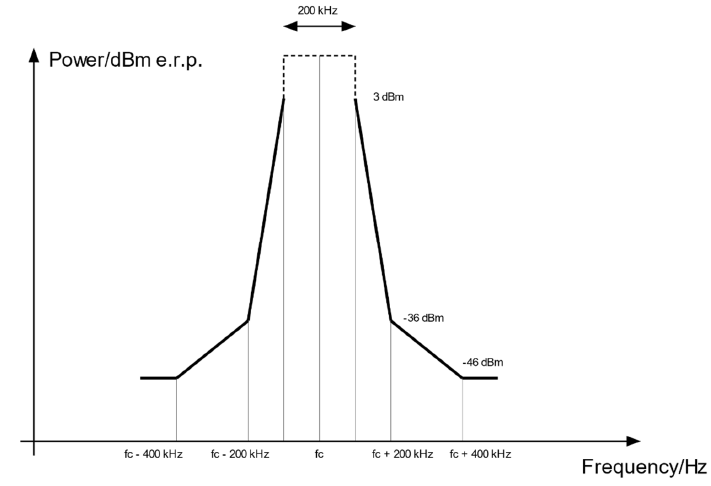 200 kHz
Power/dBm e.r.p.
3 dBm
-36 dBm
-46 dBm
fc - 400 kHz fc - 200 kHz fc fc + 200 kHz fc + 400 kHz
Frequency/Hz